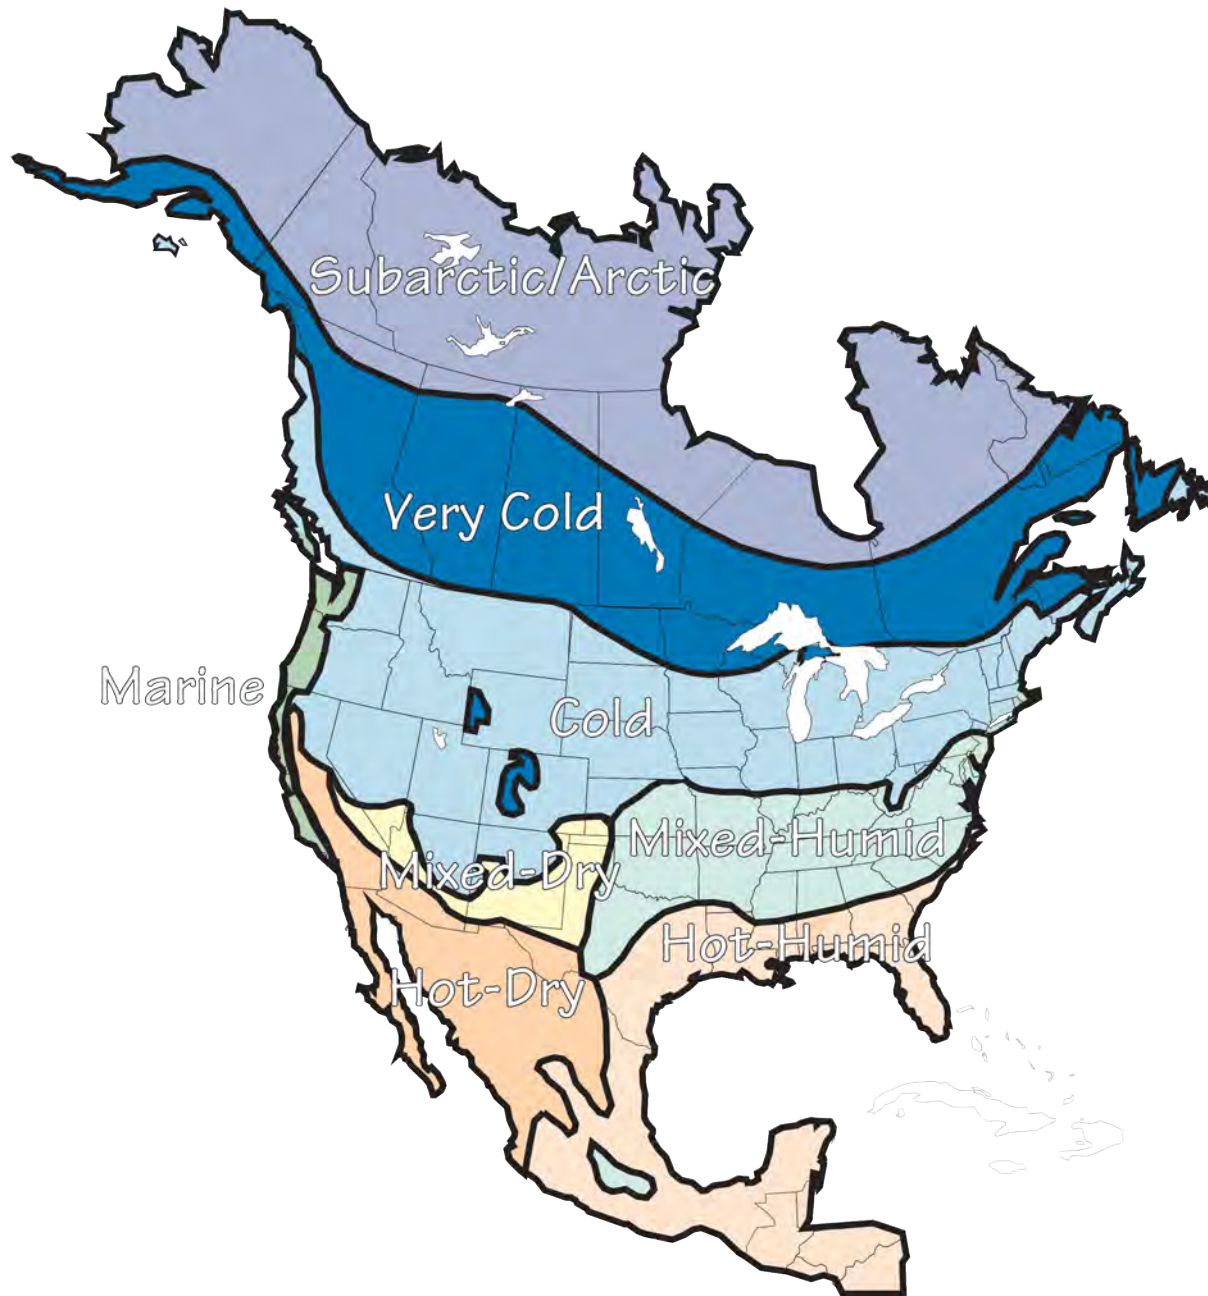 Subarctic/Arctic
Very Cold
Marine
Cold
Mixed-Humid
Mixed-Dry
Hot-Humid
Hot-Dry